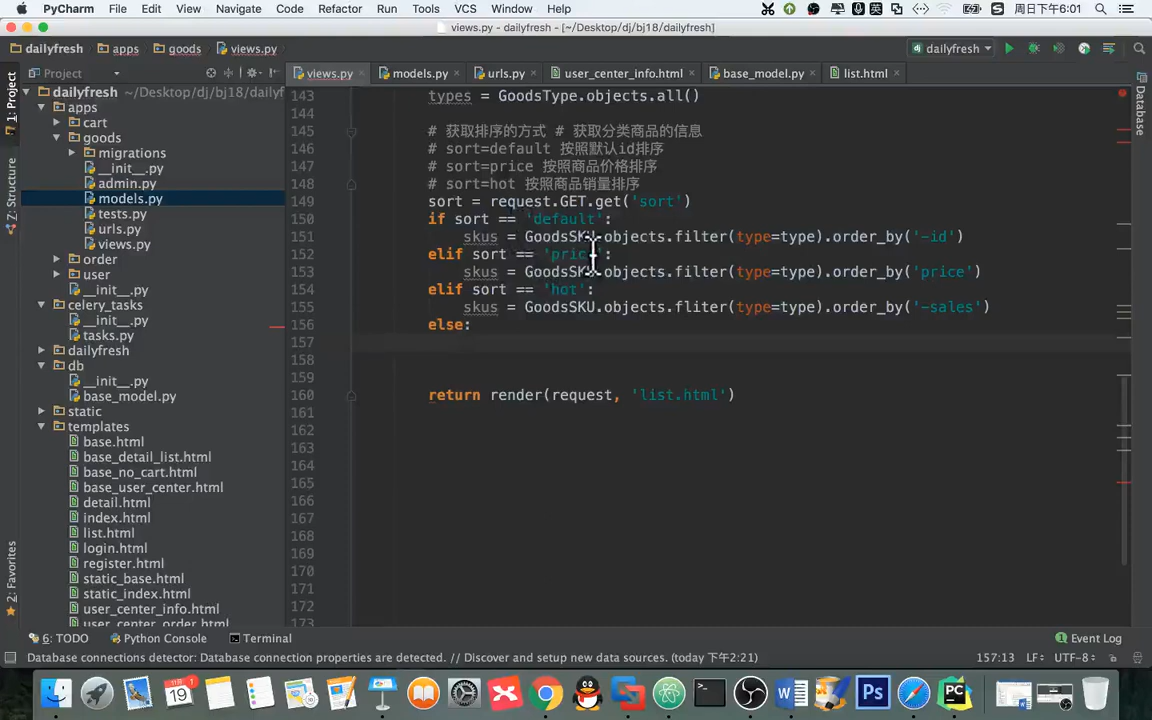 PyCharm File Edit View Navigate Code Refactor Run Tools VCS Window Help 周日下午6:01
views.py - dailyfresh - [~/Desktop/dj/bj18/dailyfresh]
dailyfresh apps goods views.py dailyfresh
Project views.py models.py urls.py user_center_info.html base_model.py list.html
1: Project
Z: Structure
2: Favorites
Database
dailyfresh ~/Desktop/dj/bj18/dailyf
apps
cart
goods
migrations
__init__.py
admin.py
models.py
tests.py
urls.py
views.py
order
user
__init__.py
celery_tasks
__init__.py
tasks.py
dailyfresh
db
__init__.py
base_model.py
static
templates
base.html
base_detail_list.html
base_no_cart.html
base_user_center.html
detail.html
index.html
list.html
login.html
register.html
static_base.html
static_index.html
user_center_info.html
user_center_order.html
143 types = GoodsType.objects.all()
144
145 # 获取排序的方式 # 获取分类商品的信息
146 # sort=default 按照默认id排序
147 # sort=price 按照商品价格排序
148 # sort=hot 按照商品销量排序
149 sort = request.GET.get('sort')
150 if sort == 'default':
151 skus = GoodsSKU.objects.filter(type=type).order_by('-id')
152 elif sort == 'price':
153 skus = GoodsSKU.objects.filter(type=type).order_by('price')
154 elif sort == 'hot':
155 skus = GoodsSKU.objects.fliter(type=type).order_by('-sales')
156 else:
157
158
159
160 return render(request, 'list.html')
161
162
163
164
165
166
167
168
169
170
171
172
173
6: TODO Python Console Terminal 1 Event Log
Database connections detector: Database connection properties are detected. // Discover and setup new data sources. (today 下午2:21) 157:13 LF UTF-8